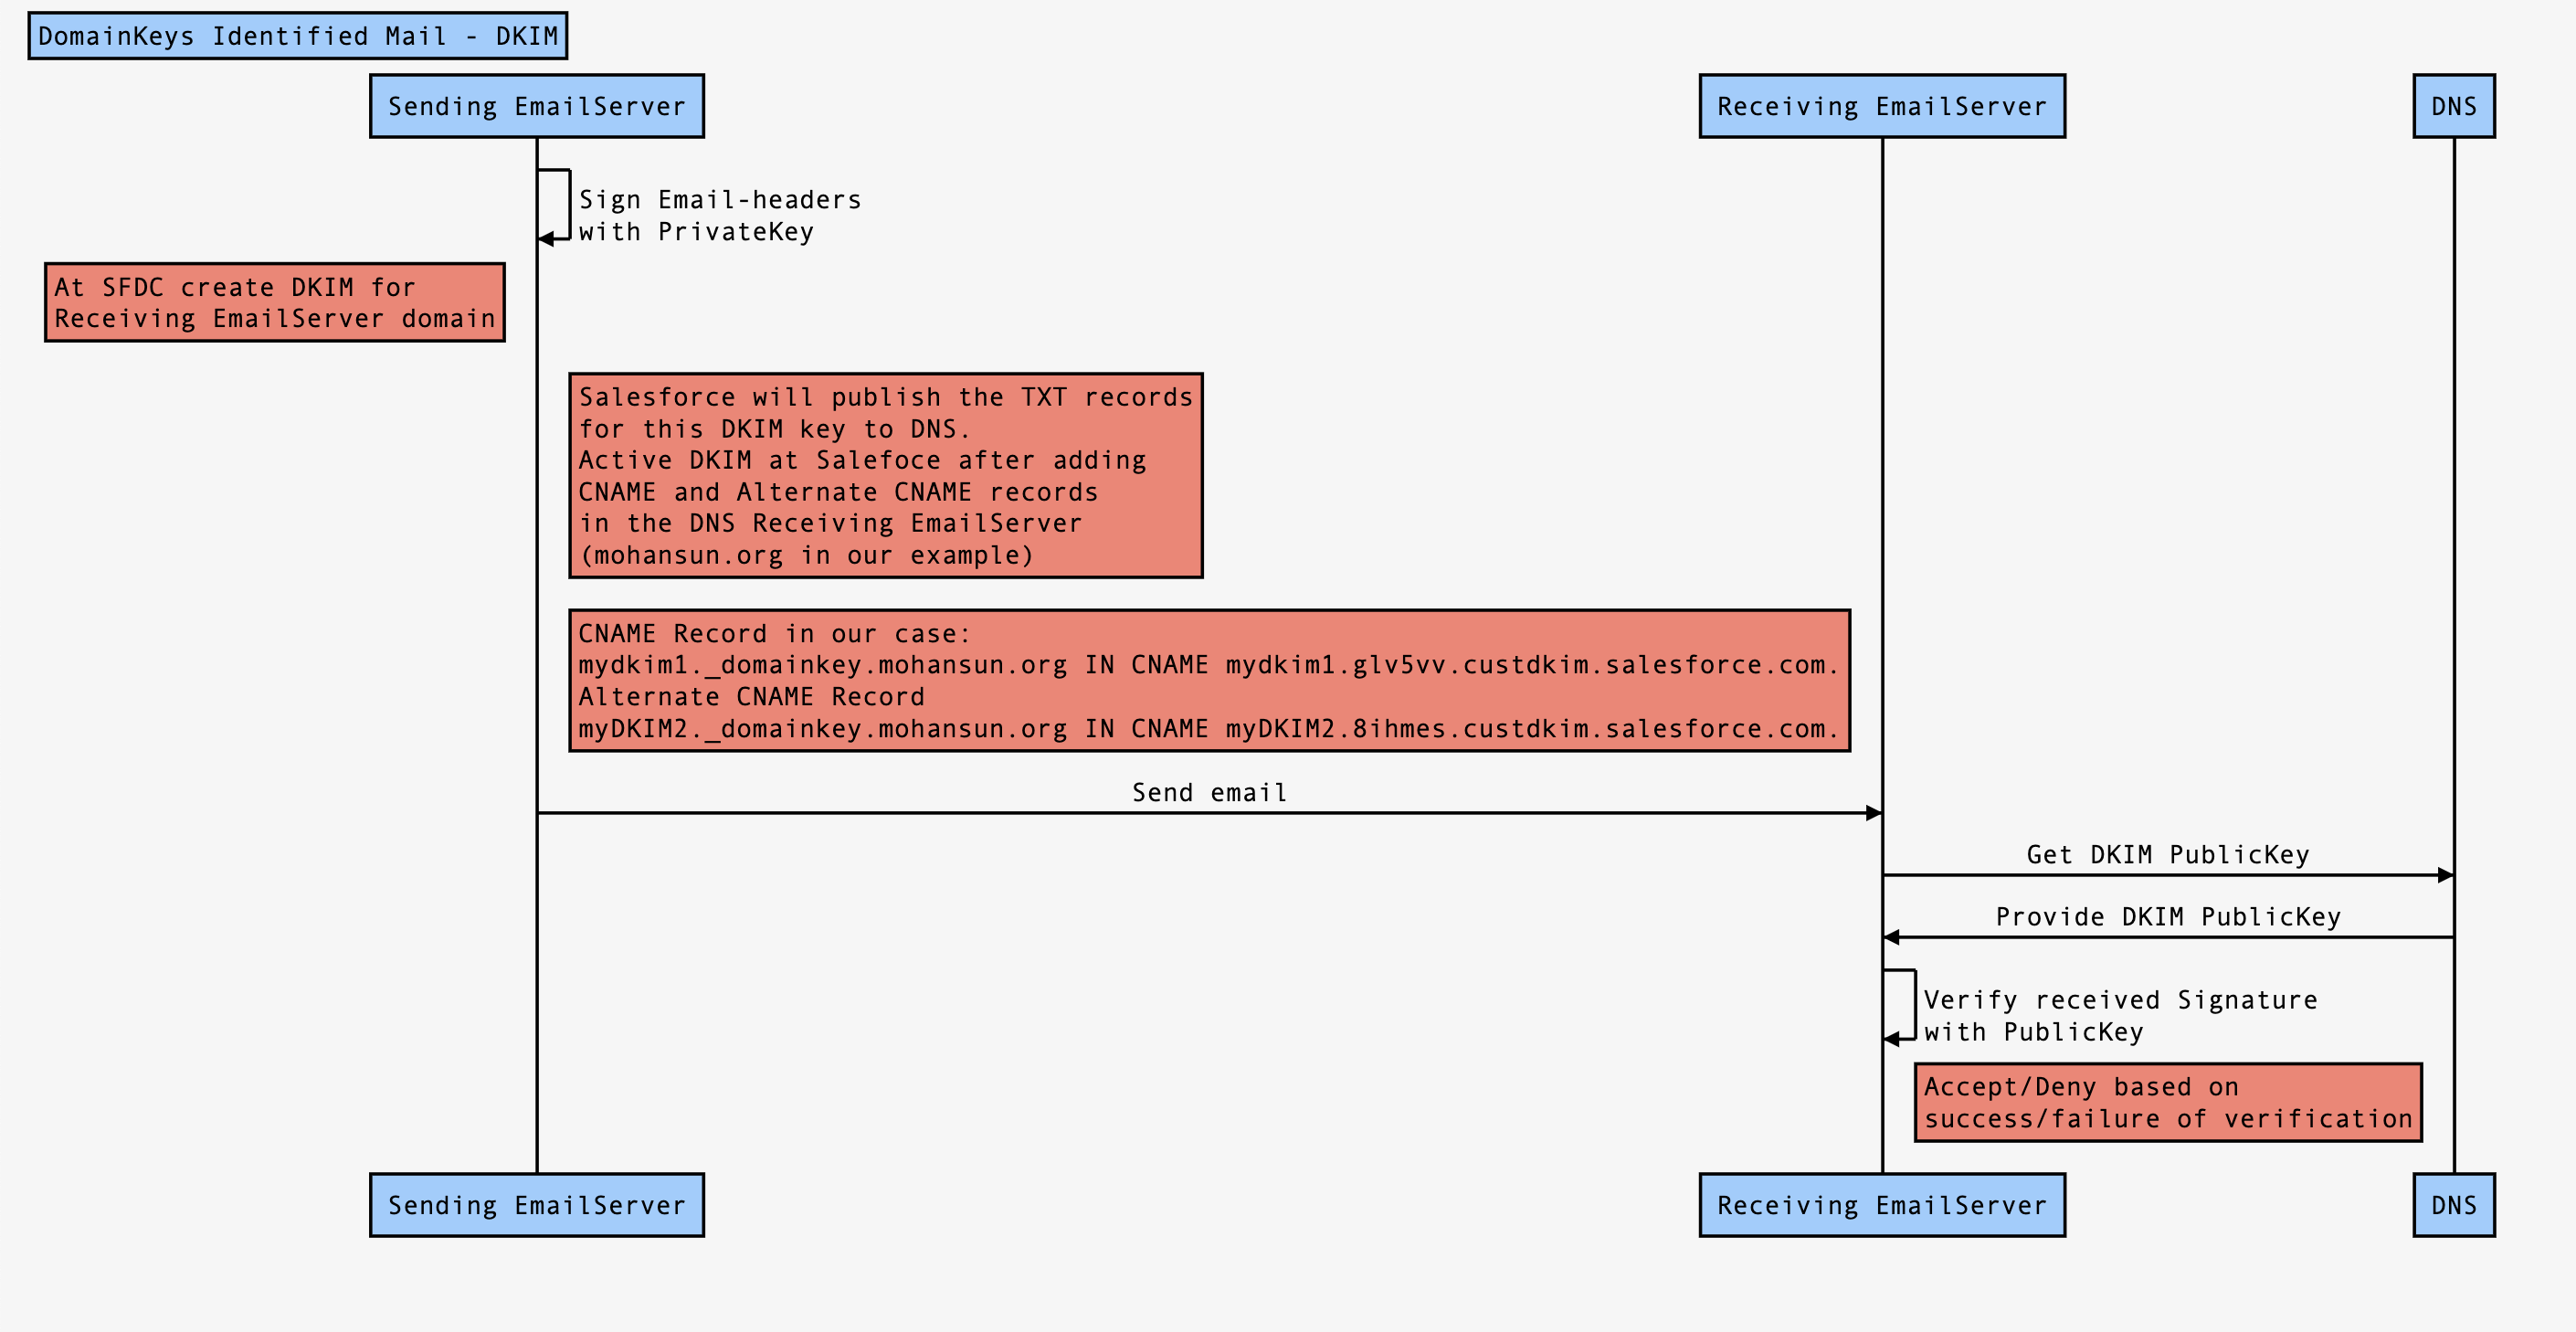 DomainKeys Identified Mail - DKIM
Sending EmailServer
Receiving EmailServer
DNS
Sign Email-headers
with PrivateKey
At SFDC create DKIM for
Receiving EmailServer domain
Salesforce will publish the TXT records
for this DKIM key to DNS.
Active DKIM at Salefoce after adding
CNAME and Alternate CNAME records
in the DNS Receiving EmailServer
(mohansun.org in our example)
CNAME Record in our case:
mydkim1._domainkey.mohansun.org IN CNAME mydkim1.glv5vv.custdkim.salesforce.com.
Alternate CNAME Record
myDKIM2._domainkey.mohansun.org IN CNAME myDKIM2.8ihmes.custdkim.salesforce.com.
Send email
Get DKIM PublicKey
Provide DKIM PublicKey
Verify received Signature
with PublicKey
Accept/Deny based on
success/failure of verification
Sending EmailServer
Receiving EmailServer
DNS